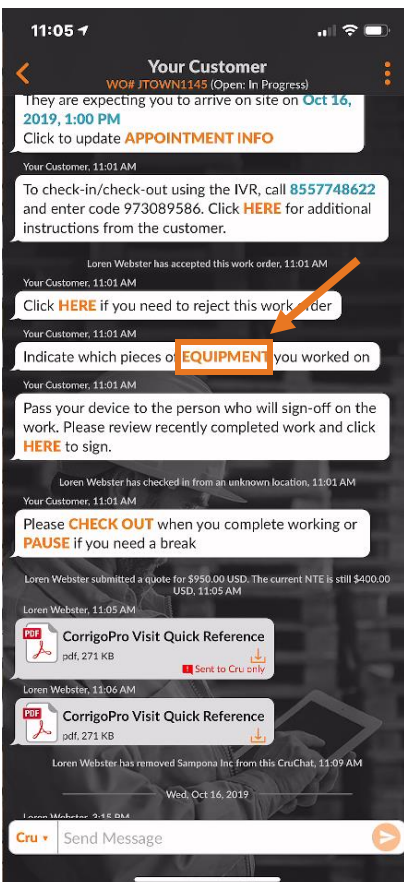 11:05
Your Customer
WO# JTOWN1145 (Open: In Progress)
They are expecting you to arrive on site on Oct 16,
2019, 1:00 PM
Click to update APPOINTMENT INFO
Your Customer, 11:01 AM
To check-in/check-out using the IVR, call 8557748622
and enter code 973089586. Click HERE for additional
instructions from the customer.
Loren Webster has accepted this work order, 11:01 AM
Your Customer, 11:01 AM
Click HERE if you need to reject this work order
Your Customer, 11:01 AM
Indicate which pieces of EQUIPMENT you worked on
Your Customer, 11:01 AM
Pass your device to the person who will sign-off on the
work. Please review recently completed work and click
HERE to sign.
Loren Webster has checked in from an unknown location, 11:01 AM
Your Customer, 11:01 AM
Please CHECK OUT when you complete working or
PAUSE if you need a break
Loren Webster submitted a quote for $950.00 USD. The current NTE is still $400.00
USD, 11:05 AM
Loren Webster, 11:05 AM
PDF
CorrigoPro Visit Quick Reference
pdf, 271 KB
Sent to Cru only
Loren Webster, 11:06 AM
PDF
CorrigoPro Visit Quick Reference
pdf, 271 KB
Loren Webster has removed Sampona Inc from this CruChat, 11:09 AM
Wed, Oct 16, 2019
Loren Webster, 3:15 PM
Cru
Send Message